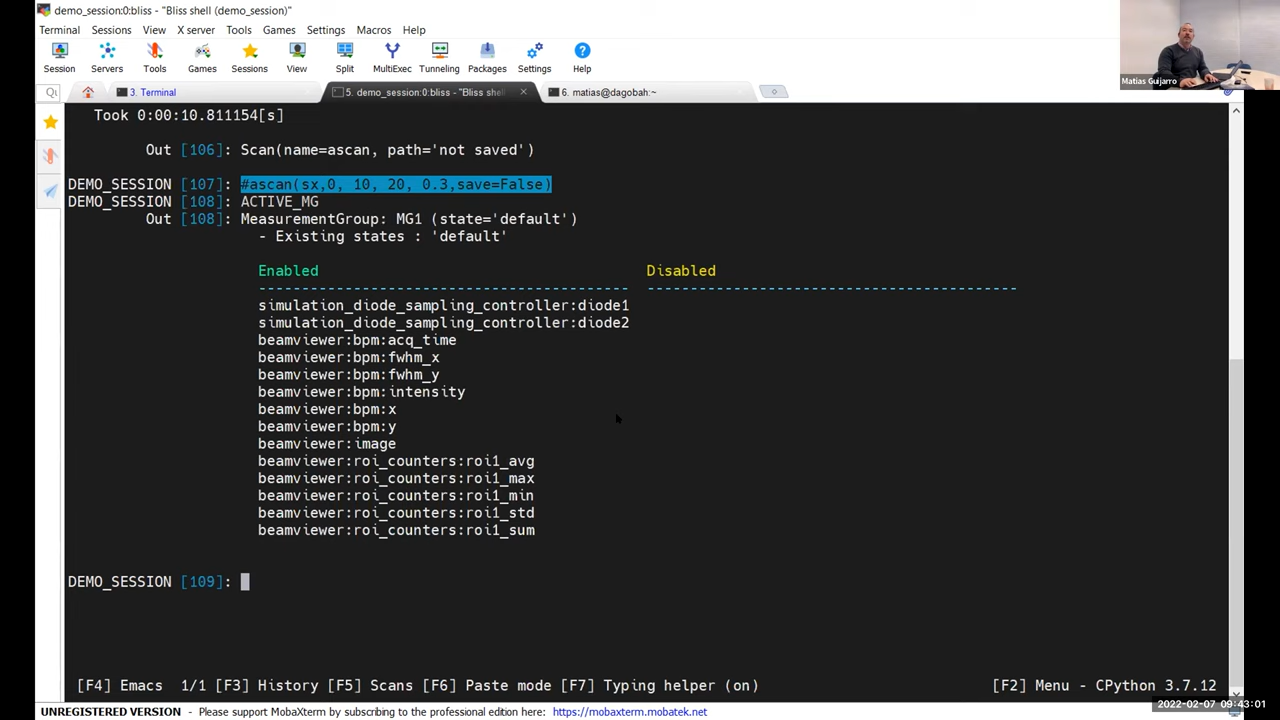 demo_session:0:bliss - "Bliss shell (demo_session)"
Terminal Sessions View X server Tools Games Settings Macros Help
Session Servers Tools Games Sessions View Split MultiExec Tunneling Packages Settings Help
Matias Guijarro
3. Terminal 5. demo_session:0:bliss - "Bliss shell 6. matias@dagobah:~
Took 0:00:10.811154[s]
Out [106]: Scan(name=ascan, path='not saved')
DEMO_SESSION [107]: #ascan(sx,0, 10, 20, 0.3,save=False)
DEMO_SESSION [108]: ACTIVE_MG
Out [108]: MeasurementGroup: MG1 (state='default')
- Existing states : 'default'
Enabled Disabled
simulation_diode_sampling_controller:diode1
simulation_diode_sampling_controller:diode2
beamviewer:bpm:acq_time
beamviewer:bpm:fwhm_x
beamviewer:bpm:fwhm_y
beamviewer:bpm:intensity
beamviewer:bpm:x
beamviewer:bpm:y
beamviewer:image
beamviewer:roi_counters:roi1_avg
beamviewer:roi_counters:roi1_max
beamviewer:roi_counters:roi1_min
beamviewer:roi_counters:roi1_std
beamviewer:roi_counters:roi1_sum
DEMO_SESSION [109]:
[F4] Emacs 1/1 [F3] History [F5] Scans [F6] Paste mode [F7] Typing helper (on) [F2] Menu - CPython 3.7.12
UNREGISTERED VERSION - Please support MobaXterm by subscribing to the professional edition here: https://mobaxterm.mobatek.net
2022-02-07 09:43:01